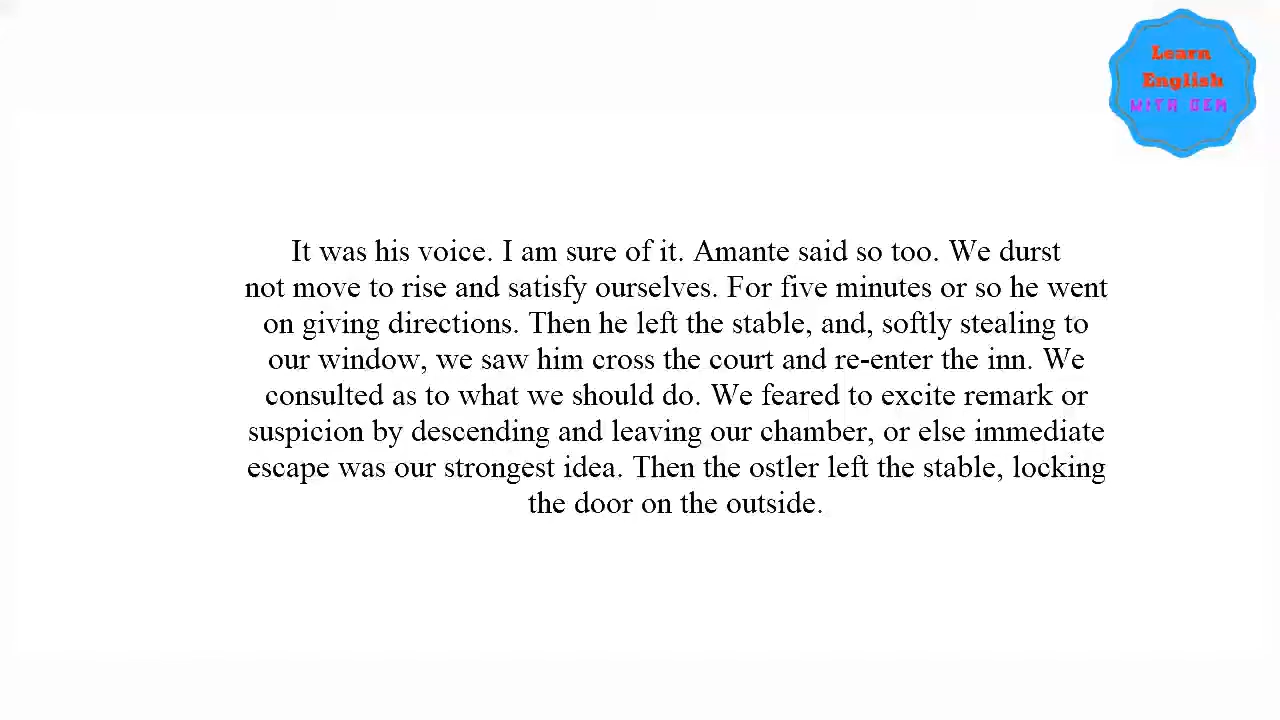 Learn
English
WITH GEM
It was his voice. I am sure of it. Amante said so too. We durst
not move to rise and satisfy ourselves. For five minutes or so he went
on giving directions. Then he left the stable, and, softly stealing to
our window, we saw him cross the court and re-enter the inn. We
consulted as to what we should do. We feared to excite remark or
suspicion by descending and leaving our chamber, or else immediate
escape was our strongest idea. Then the ostler left the stable, locking
the door on the outside.